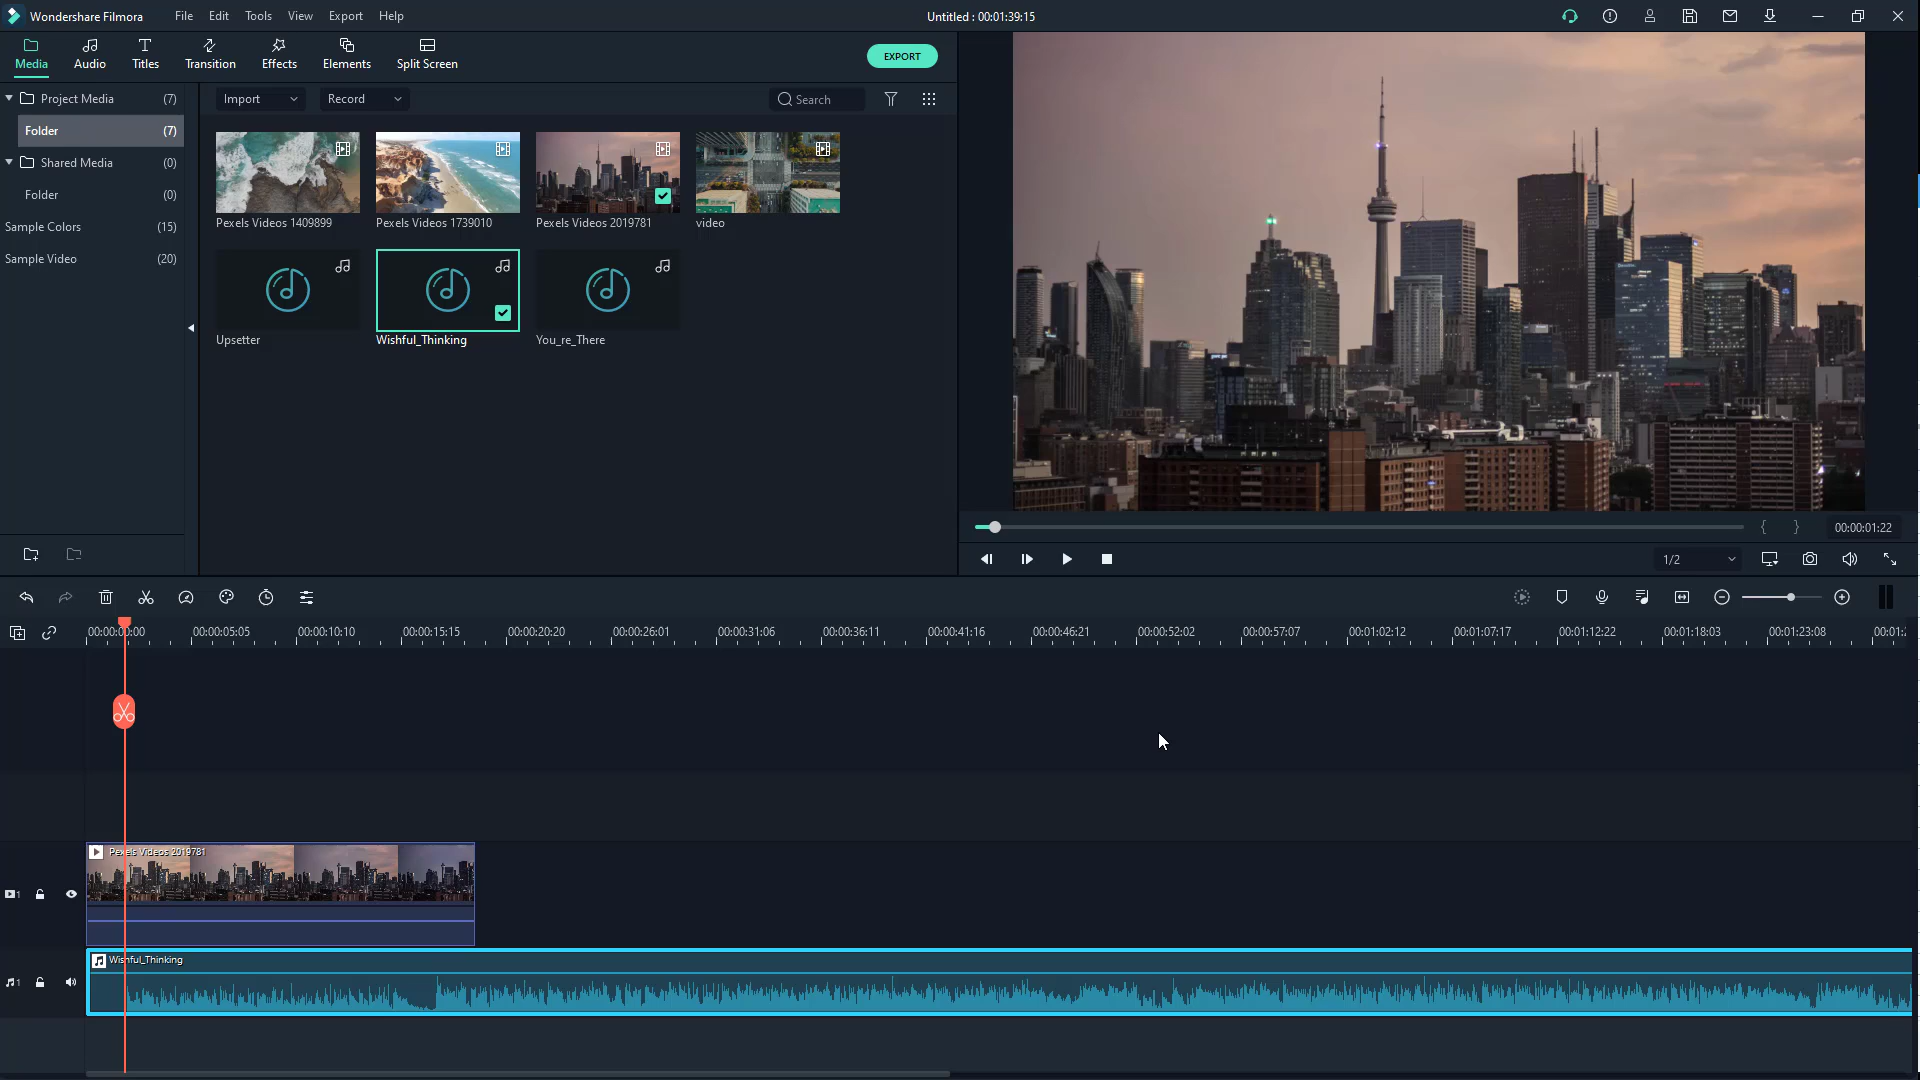 Wondershare Filmora
File Edit Tools View Export Help
Untitled : 00:01:39:15
Media Audio Titles Transition Effects Elements Split Screen
EXPORT
Project Media (7)
Folder (7)
Shared Media (0)
Folder (0)
Sample Colors (15)
Sample Video (20)
Import Record Search
Pexels Videos 1409899 Pexels Videos 1739010 Pexels Videos 2019781 video
Upsetter Wishful_Thinking You_re_There
{ } 00:00:01:22
1/2
00:00:00:00 00:00:05:05 00:00:10:10 00:00:15:15 00:00:20:20 00:00:26:01 00:00:31:06 00:00:36:11 00:00:41:16 00:00:46:21 00:00:52:02 00:00:57:07 00:01:02:12 00:01:07:17 00:01:12:22 00:01:18:03 00:01:23:08 00:01:
Pexels Videos 2019781
1
Wishful_Thinking
1